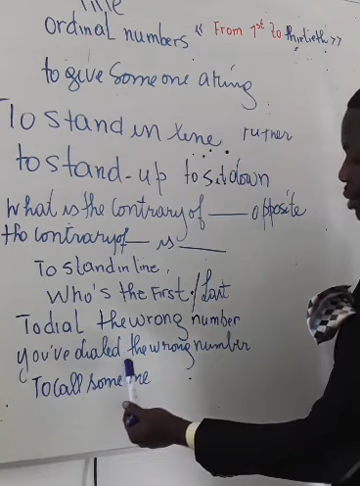 Title
ordinal numbers « From 1st to thirtieth »
to give someone a ring
To stand in line
to stand-up to sit down
What is the contrary of ___ opposite
the contrary of ___ is ___
To stand in line,
Who's the First / Last
To dial the wrong number
you've dialed the wrong number
To call some one